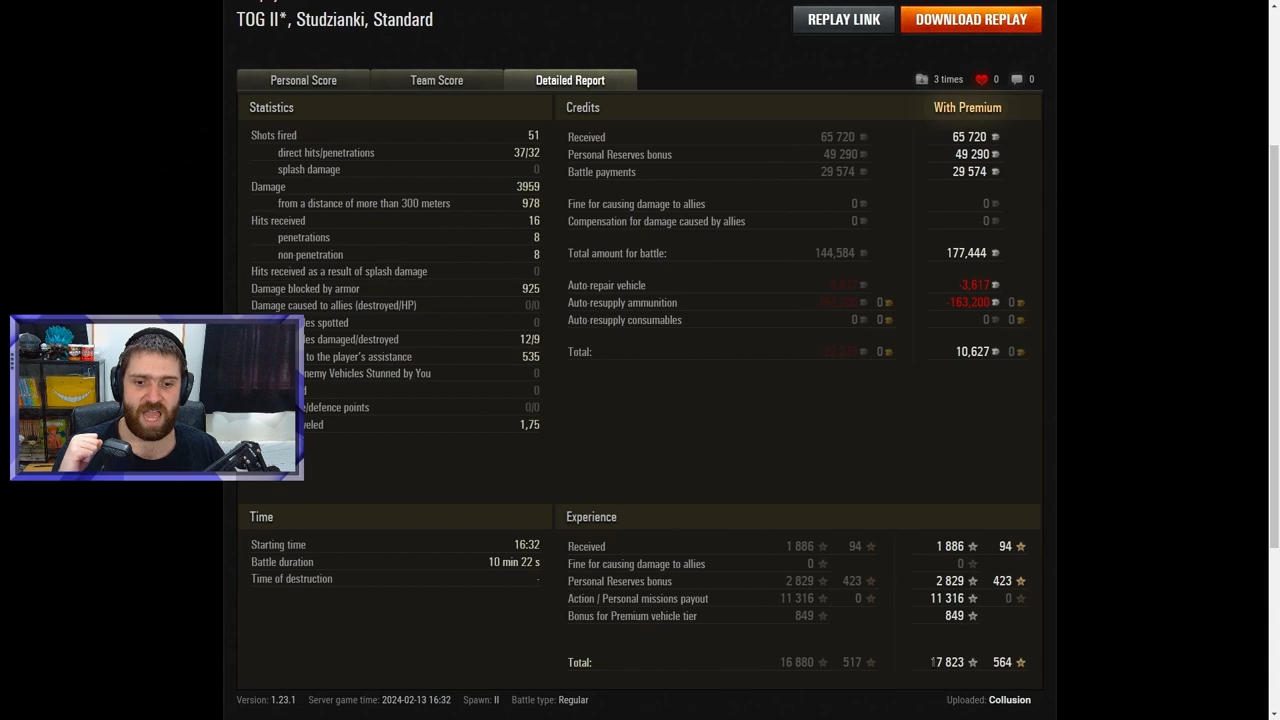 TOG II*, Studzianki, Standard
REPLAY LINK
DOWNLOAD REPLAY
Personal Score
Team Score
Detailed Report
3 times
0
0
Statistics
Shots fired 51
direct hits/penetrations 37/32
splash damage 0
Damage 3959
from a distance of more than 300 meters 978
Hits received 16
penetrations 8
non-penetration 8
Hits received as a result of splash damage 0
Damage blocked by armor 925
Damage caused to allies (destroyed/HP) 0/0
spotted 0
damaged/destroyed 12/9
to the player's assistance 535
Vehicles Stunned by You 0
0
/defence points 0/0
1,75
Credits With Premium
Received 65 720 65 720
Personal Reserves bonus 49 290 49 290
Battle payments 29 574 29 574
Fine for causing damage to allies 0 0
Compensation for damage caused by allies 0 0
Total amount for battle: 144,584 177,444
Auto-repair vehicle -3,617
Auto-resupply ammunition 0 -163,200 0
Auto-resupply consumables 0 0 0 0
Total: 0 10,627 0
Time
Starting time 16:32
Battle duration 10 min 22 s
Time of destruction -
Experience
Received 1 886 94 1 886 94
Fine for causing damage to allies 0 0
Personal Reserves bonus 2 829 423 2 829 423
Action / Personal missions payout 11 316 0 11 316 0
Bonus for Premium vehicle tier 849 849
Total: 16 880 517 17 823 564
Version: 1.23.1 Server game time: 2024-02-13 16:32 Spawn: II Battle type: Regular Uploaded: Collusion